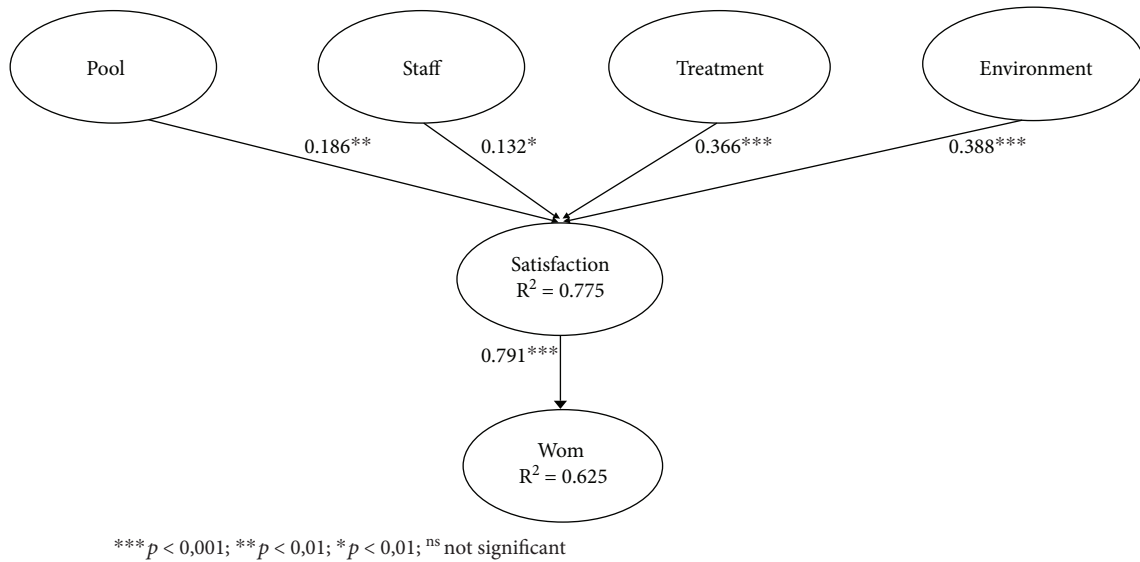 Pool
Staff
Treatment
Environment
0.186**
0.132*
0.366***
0.388***
Satisfaction
R² = 0.775
0.791***
Wom
R² = 0.625
***p < 0,001; **p < 0,01; *p < 0,01; ⁿˢ not significant